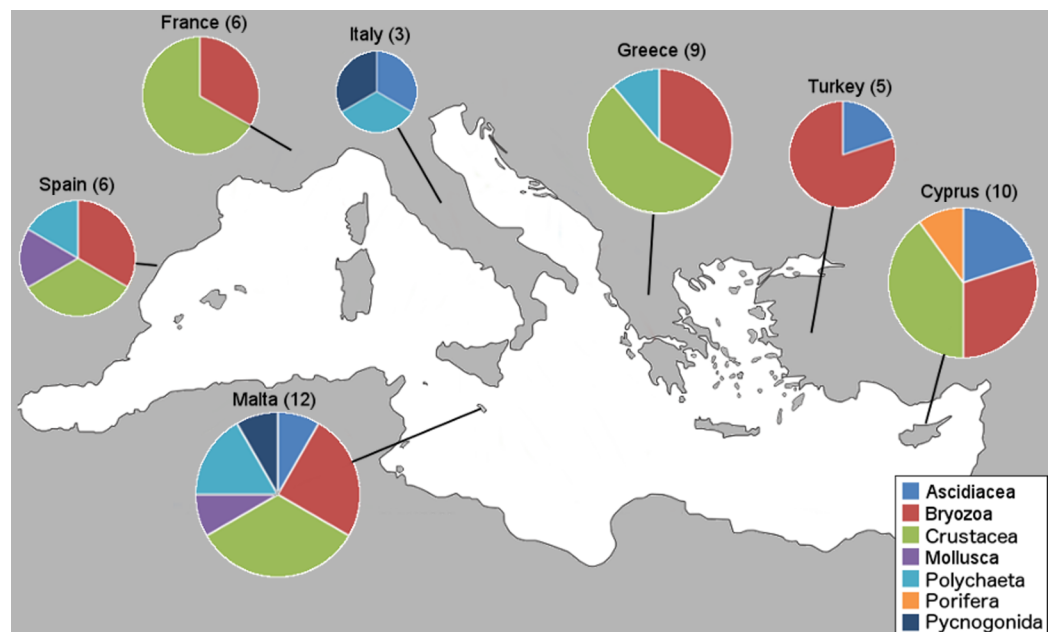 France (6)
Italy (3)
Greece (9)
Turkey (5)
Spain (6)
Cyprus (10)
Malta (12)
Ascidiacea
Bryozoa
Crustacea
Mollusca
Polychaeta
Porifera
Pycnogonida